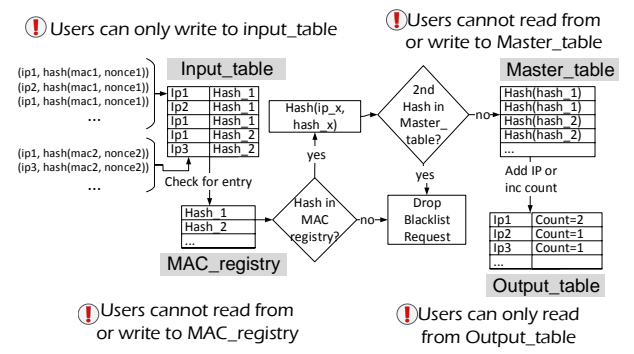 Users can only write to input_table
Users cannot read from
or write to Master_table
(ip1, hash(mac1, nonce1))
(ip2, hash(mac1, nonce1))
(ip1, hash(mac1, nonce1))
...
(ip1, hash(mac2, nonce2))
(ip3, hash(mac2, nonce2))
...
Input_table
Ip1 Hash_1
Ip2 Hash_1
Ip1 Hash_1
Ip1 Hash_2
Ip3 Hash_2
Check for entry
Hash_1
Hash_2
...
MAC_registry
Hash in
MAC
registry?
yes
no
Hash(ip_x,
hash_x)
2nd
Hash in
Master_
table?
no
yes
Drop
Blacklist
Request
Master_table
Hash(hash_1)
Hash(hash_1)
Hash(hash_2)
Hash(hash_2)
...
Add IP or
inc count
Ip1 Count=2
Ip2 Count=1
Ip3 Count=1
...
Output_table
Users cannot read from
or write to MAC_registry
Users can only read
from Output_table